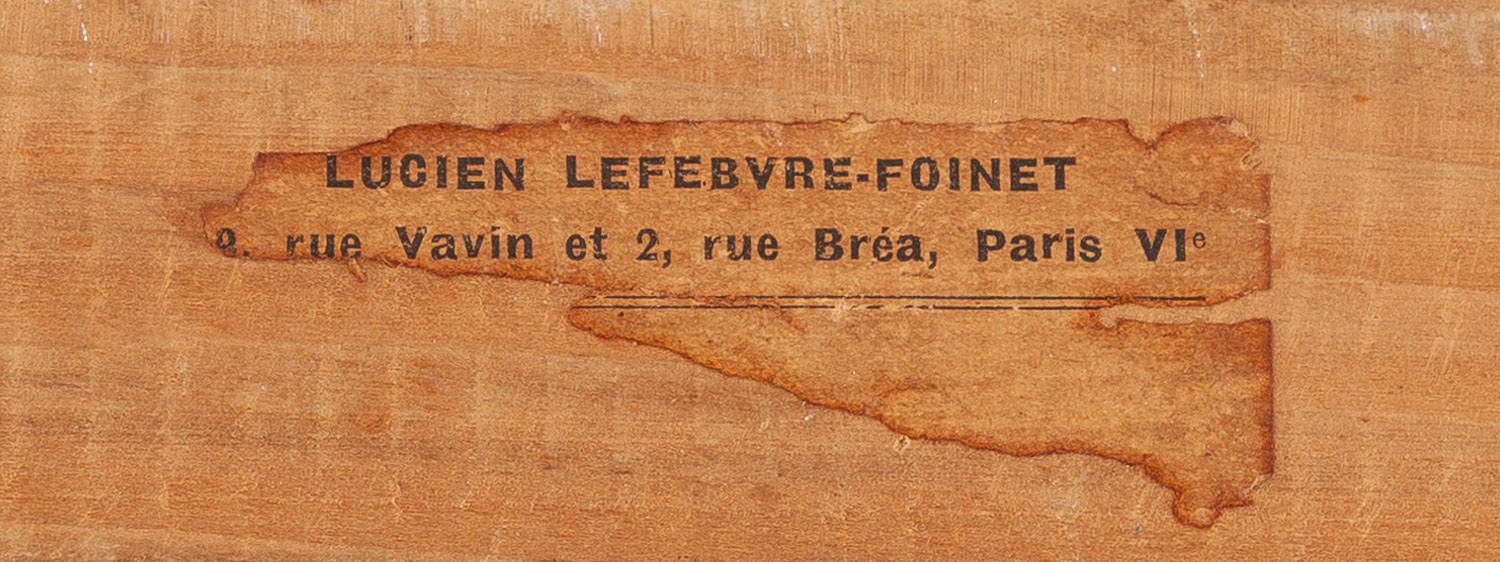 LUCIEN LEFEBVRE-FOINET
rue Vavin et 2, rue Bréa, Paris VIe